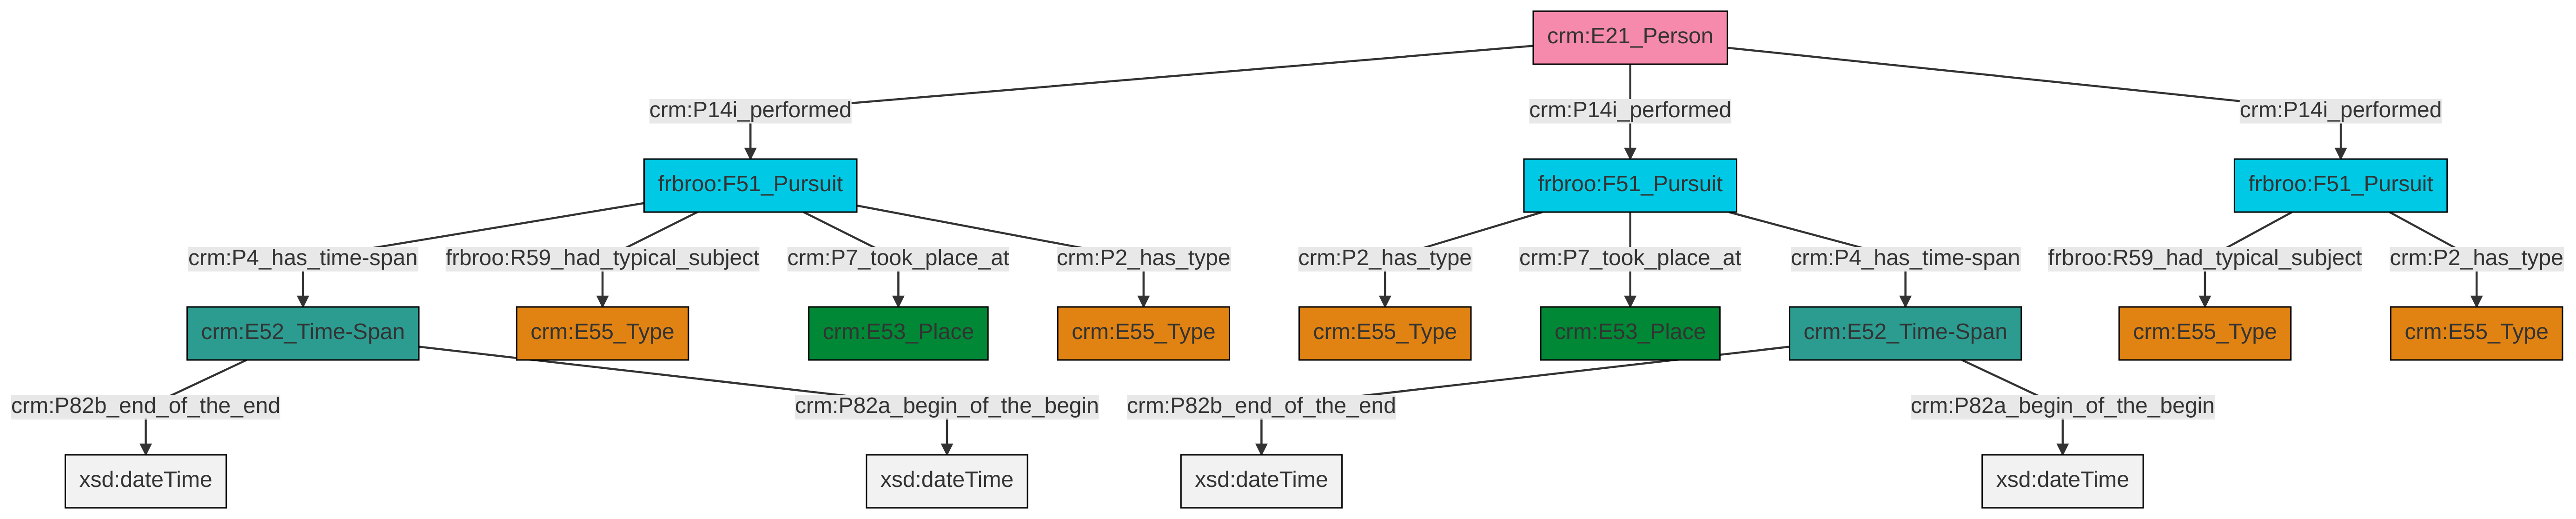 crm:E21_Person
crm:P14i_performed
crm:P14i_performed
crm:P14i_performed
frbroo:F51_Pursuit
frbroo:F51_Pursuit
frbroo:F51_Pursuit
crm:P4_has_time-span
frbroo:R59_had_typical_subject
crm:P7_took_place_at
crm:P2_has_type
crm:P2_has_type
crm:P7_took_place_at
crm:P4_has_time-span
frbroo:R59_had_typical_subject
crm:P2_has_type
crm:E52_Time-Span
crm:E55_Type
crm:E53_Place
crm:E55_Type
crm:E55_Type
crm:E53_Place
crm:E52_Time-Span
crm:E55_Type
crm:E55_Type
crm:P82b_end_of_the_end
crm:P82a_begin_of_the_begin
crm:P82b_end_of_the_end
crm:P82a_begin_of_the_begin
xsd:dateTime
xsd:dateTime
xsd:dateTime
xsd:dateTime